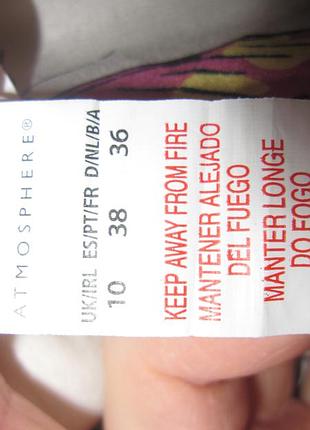 ATMOSPHERE®
UK/IRL ES/PT/FR D/NL/B/A
10 38 36
KEEP AWAY FROM FIRE
MANTENER ALEJADO
DEL FUEGO
MANTER LONGE
DO FOGO